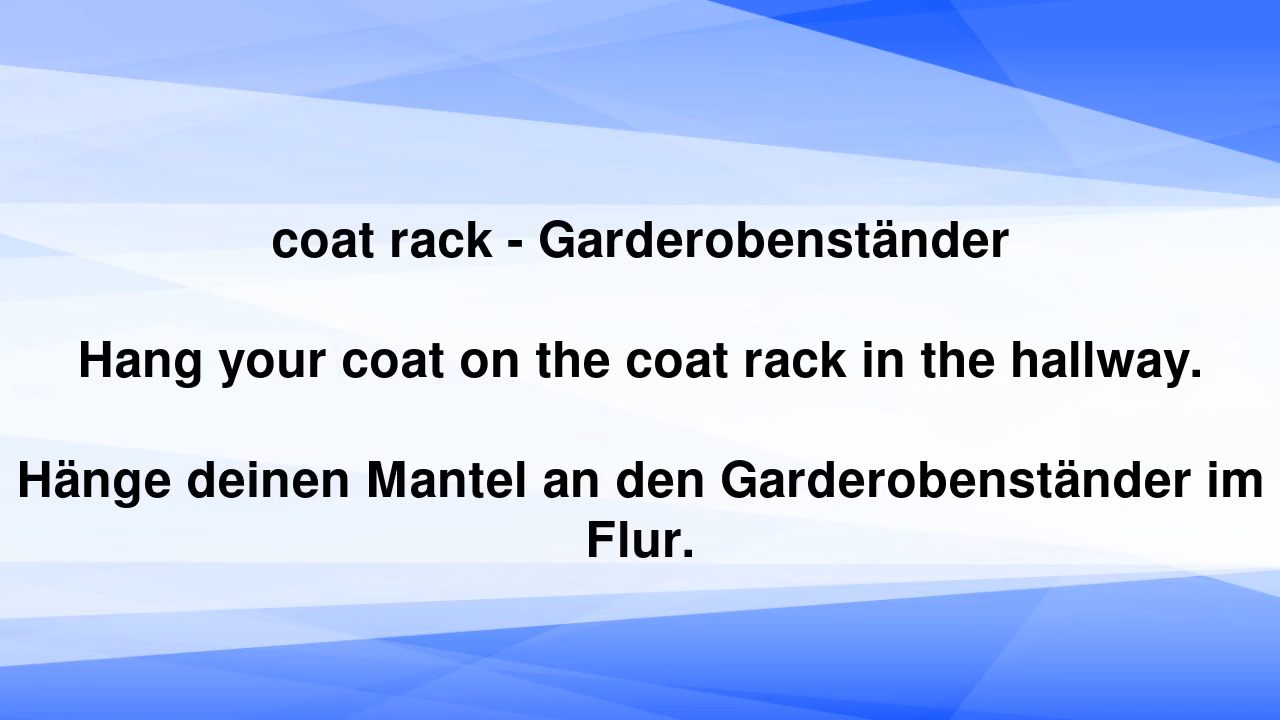 coat rack - Garderobenständer
Hang your coat on the coat rack in the hallway.
Hänge deinen Mantel an den Garderobenständer im
Flur.